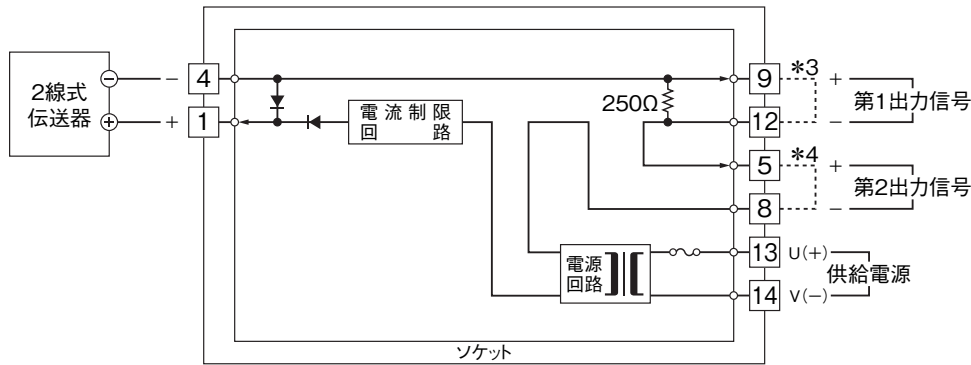 2線式
伝送器
− − 4
+ + 1
電流制限
回 路
250Ω
9 *3 +
第1出力信号
12 −
5 *4 +
第2出力信号
8 −
電源
回路
13 U(+)
供給電源
14 V(−)
ソケット